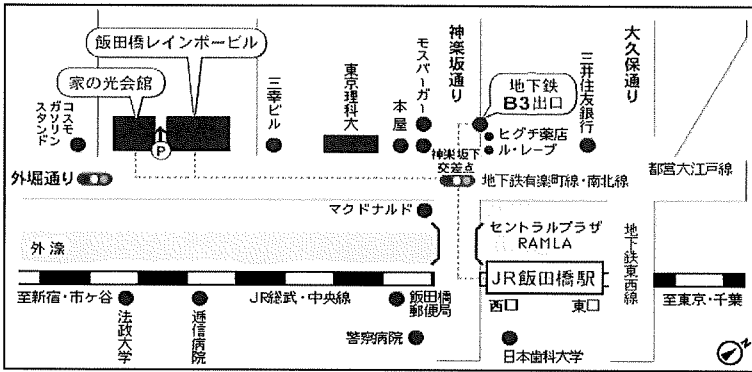 飯田橋レインボービル
家の光会館
コスモ
ガソリン
スタンド
三幸ビル
東京理科大
本屋
モスバーガー
神楽坂通り
地下鉄
B3出口
ヒグチ薬店
ル・レーブ
三井住友銀行
大久保通り
P
外堀通り
神楽坂下
交差点
地下鉄有楽町線・南北線
都営大江戸線
マクドナルド
セントラルプラザ
RAMLA
地下鉄東西線
外濠
JR飯田橋駅
至新宿・市ヶ谷
JR総武・中央線
飯田橋
郵便局
西口
東口
至東京・千葉
法政大学
逓信病院
警察病院
日本歯科大学
N